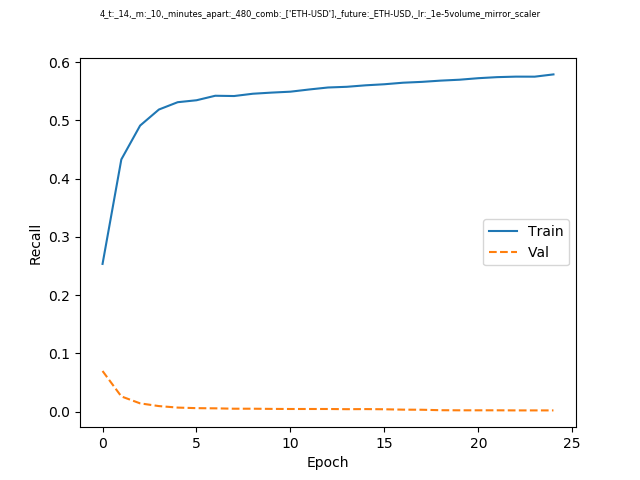 4_t:_14,_m:_10,_minutes_apart:_480_comb:_['ETH-USD'],_future:_ETH-USD,_lr:_1e-5volume_mirror_scaler
0.6
0.5
0.4
0.3
0.2
0.1
0.0
Recall
Train
Val
0 5 10 15 20 25
Epoch